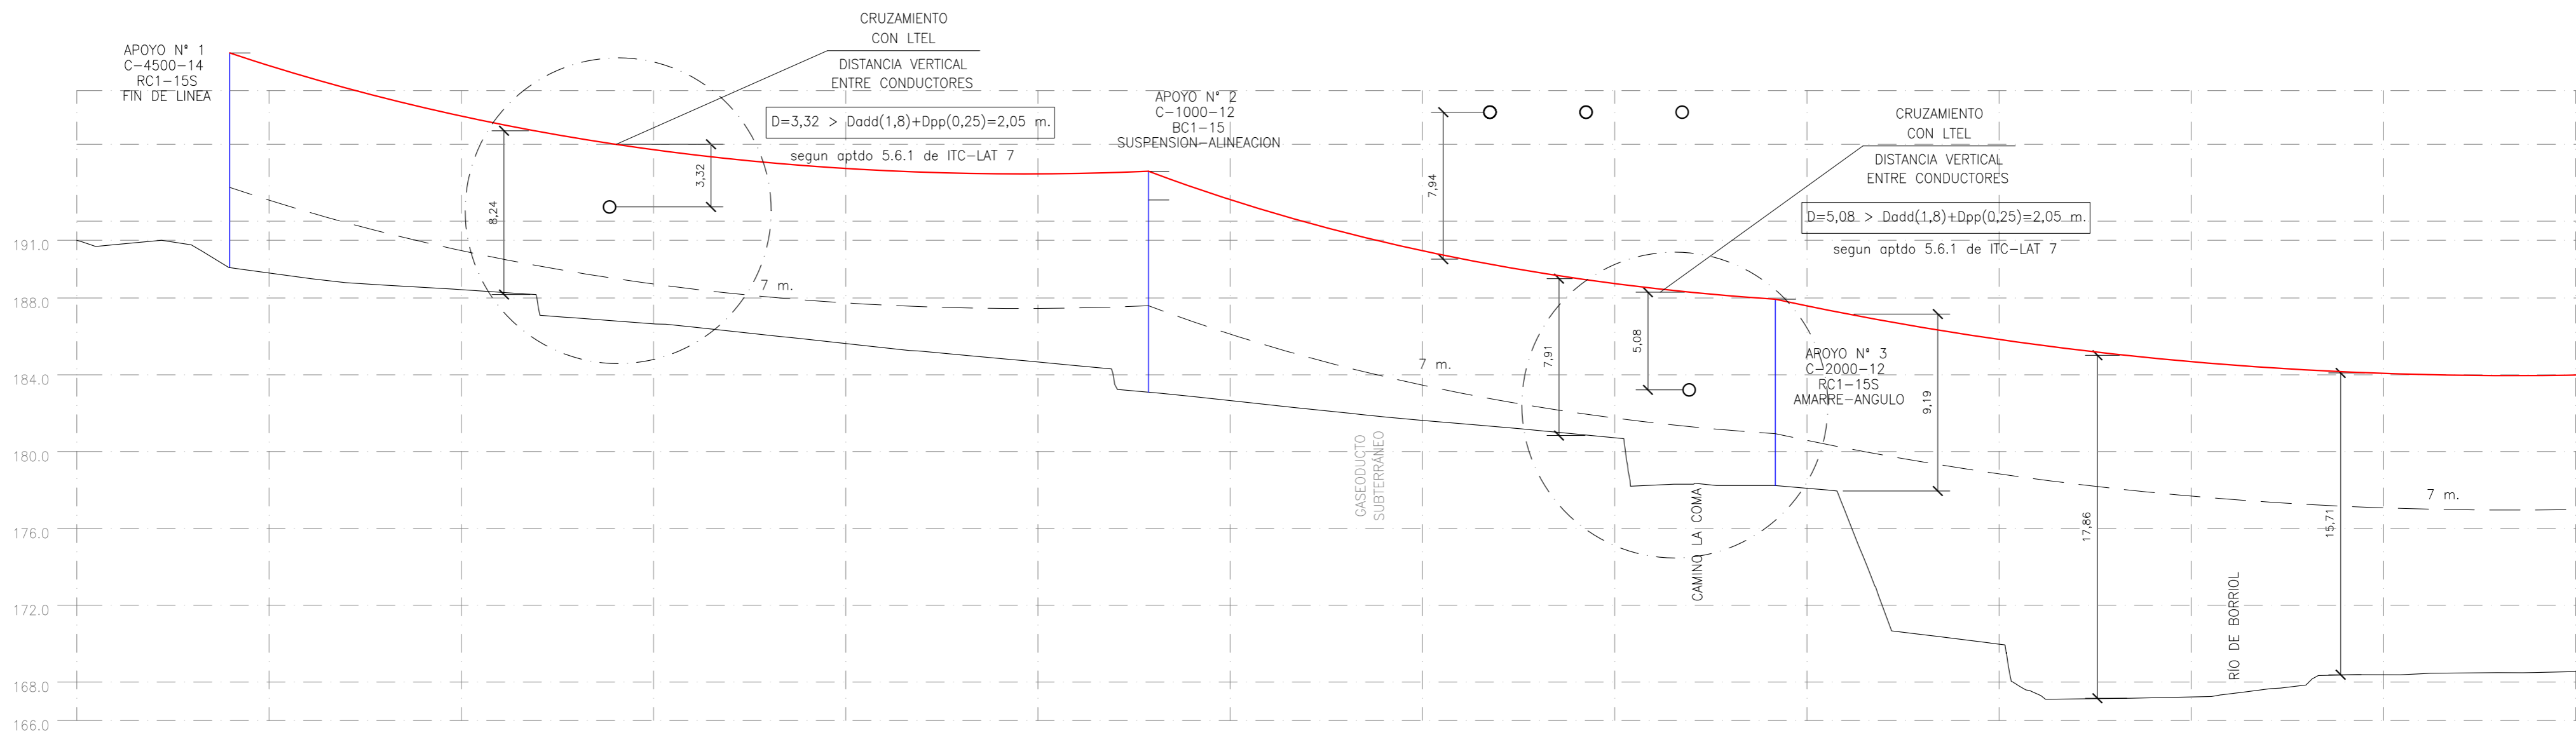 APOYO Nº 1
C-4500-14
RC1-15S
FIN DE LINEA
CRUZAMIENTO
CON LTEL
DISTANCIA VERTICAL
ENTRE CONDUCTORES
D=3,32 > Dadd(1,8)+Dpp(0,25)=2,05 m.
segun aptdo 5.6.1 de ITC-LAT 7
8,24
3,32
7 m.
APOYO Nº 2
C-1000-12
BC1-15
SUSPENSION-ALINEACION
7,94
7 m.
CRUZAMIENTO
CON LTEL
DISTANCIA VERTICAL
ENTRE CONDUCTORES
D=5,08 > Dadd(1,8)+Dpp(0,25)=2,05 m.
segun aptdo 5.6.1 de ITC-LAT 7
7,91
5,08
APOYO Nº 3
C-2000-12
RC1-15S
AMARRE-ANGULO
9,19
17,86
15,71
7 m.
GASEODUCTO
SUBTERRÁNEO
CAMINO LA COMA
RÍO DE BORRIOL
191.0
188.0
184.0
180.0
176.0
172.0
168.0
166.0